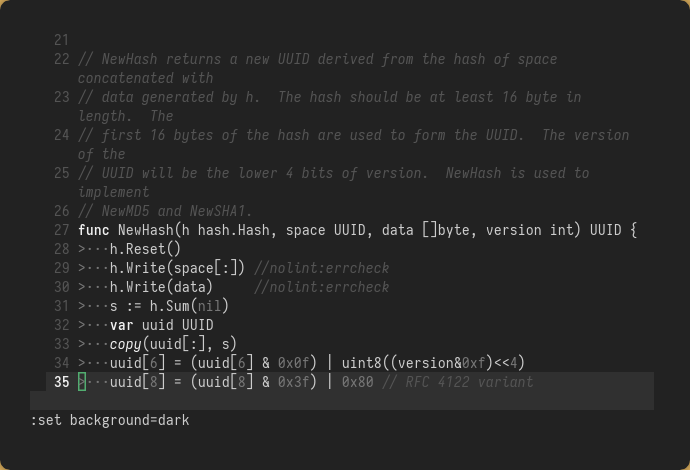 21
22 // NewHash returns a new UUID derived from the hash of space
concatenated with
23 // data generated by h.  The hash should be at least 16 byte in
length.  The
24 // first 16 bytes of the hash are used to form the UUID.  The version
of the
25 // UUID will be the lower 4 bits of version.  NewHash is used to
implement
26 // NewMD5 and NewSHA1.
27 func NewHash(h hash.Hash, space UUID, data []byte, version int) UUID {
28 >···h.Reset()
29 >···h.Write(space[:]) //nolint:errcheck
30 >···h.Write(data)     //nolint:errcheck
31 >···s := h.Sum(nil)
32 >···var uuid UUID
33 >···copy(uuid[:], s)
34 >···uuid[6] = (uuid[6] & 0x0f) | uint8((version&0xf)<<4)
35 >···uuid[8] = (uuid[8] & 0x3f) | 0x80 // RFC 4122 variant
:set background=dark